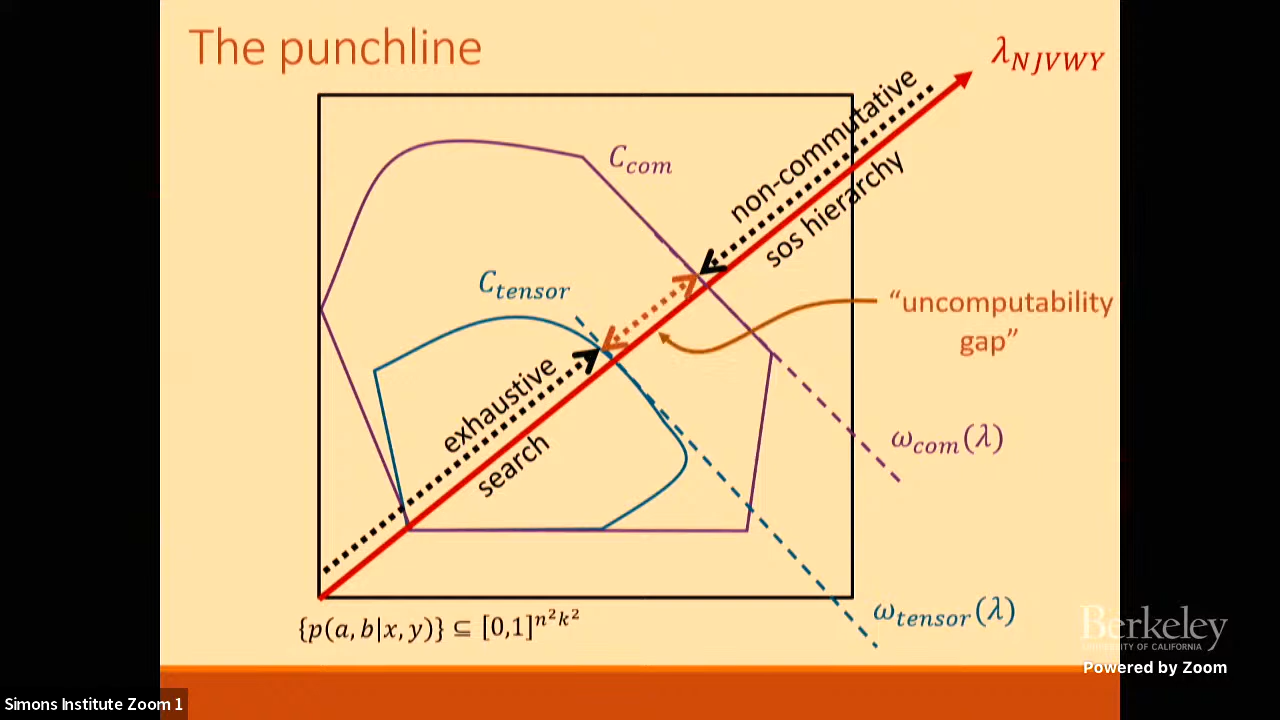 The punchline
λ_NJVWY
non-commutative
sos hierarchy
C_com
C_tensor
"uncomputability
gap"
exhaustive
search
ω_com(λ)
ω_tensor(λ)
{p(a, b|x, y)} ⊆ [0,1]^{n²k²}
Berkeley
UNIVERSITY OF CALIFORNIA
Powered by Zoom
Simons Institute Zoom 1